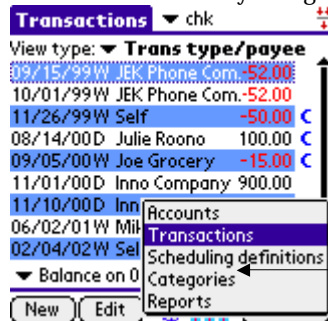 Transactions chk
View type: Trans type/payee
09/15/99W JEK Phone Com. -52.00
10/01/99W JEK Phone Com. -52.00
11/26/99W Self -50.00 C
08/14/00D Julie Roono 100.00 C
09/05/00W Joe Grocery -15.00 C
11/01/00D Inno Company 900.00
11/10/00D Inn
06/02/01W Mil
02/04/02W Sel
Balance on 0
New Edit
Accounts
Transactions
Scheduling definitions
Categories
Reports